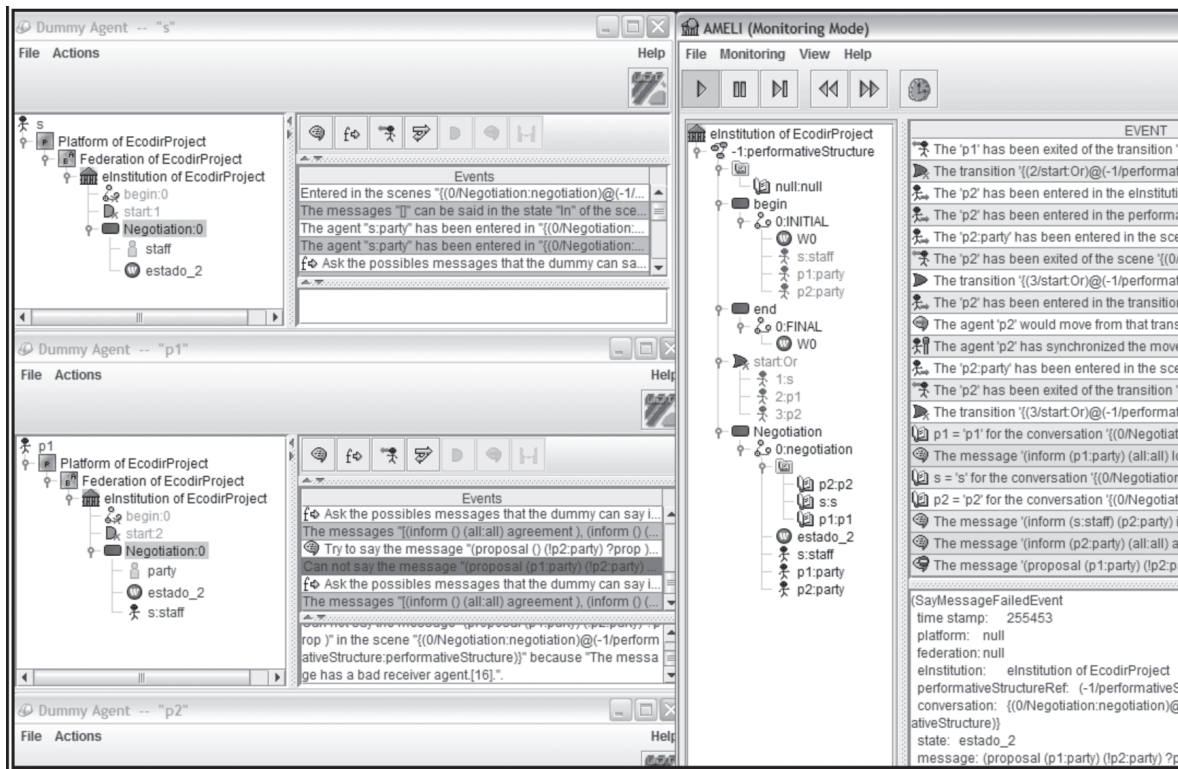 Dummy Agent -- "s"
File Actions Help
s
Platform of EcodirProject
Federation of EcodirProject
eInstitution of EcodirProject
begin:0
start:1
Negotiation:0
staff
estado_2
Events
Entered in the scenes "{(0/Negotiation:negotiation)@(-1/...
The messages "[]" can be said in the state "In" of the sce...
The agent "s:party" has been entered in "{(0/Negotiation:...
The agent "s:party" has been entered in "{(0/Negotiation:...
Ask the possibles messages that the dummy can sa...
Dummy Agent -- "p1"
File Actions Help
p1
Platform of EcodirProject
Federation of EcodirProject
eInstitution of EcodirProject
begin:0
start:2
Negotiation:0
party
estado_2
s:staff
Events
Ask the possibles messages that the dummy can say i...
The messages "[(inform () (all:all) agreement ), (inform () (...
Try to say the message "(proposal () (!p2:party) ?prop )...
Can not say the message "(proposal (p1:party) (!p2:party) ...
Ask the possibles messages that the dummy can say i...
The messages "[(inform () (all:all) agreement ), (inform () (...
rop )" in the scene "{(0/Negotiation:negotiation)@(-1/perform
ativeStructure:performativeStructure)}" because "The messa
ge has a bad receiver agent.[16].".
Dummy Agent -- "p2"
File Actions Help
AMELI (Monitoring Mode)
File Monitoring View Help
eInstitution of EcodirProject
-1:performativeStructure
null:null
begin
0:INITIAL
W0
s:staff
p1:party
p2:party
end
0:FINAL
W0
start:Or
1:s
2:p1
3:p2
Negotiation
0:negotiation
p2:p2
s:s
p1:p1
estado_2
s:staff
p1:party
p2:party
EVENT
The 'p1' has been exited of the transition '
The transition '{(2/start:Or)@(-1/performat
The 'p2' has been entered in the eInstituti
The 'p2' has been entered in the performa
The 'p2:party' has been entered in the sce
The 'p2' has been exited of the scene '{(0/
The transition '{(3/start:Or)@(-1/performat
The 'p2' has been entered in the transition
The agent 'p2' would move from that trans
The agent 'p2' has synchronized the move
The 'p2:party' has been entered in the sce
The 'p2' has been exited of the transition '
The transition '{(3/start:Or)@(-1/performat
p1 = 'p1' for the conversation '{(0/Negotiat
The message '(inform (p1:party) (all:all) lo
s = 's' for the conversation '{(0/Negotiation
p2 = 'p2' for the conversation '{(0/Negotiat
The message '(inform (s:staff) (p2:party) i
The message '(inform (p2:party) (all:all) a
The message '(proposal (p1:party) (!p2:p
(SayMessageFailedEvent
time stamp: 255453
platform: null
federation: null
eInstitution: eInstitution of EcodirProject
performativeStructureRef: (-1/performativeS
conversation: {(0/Negotiation:negotiation)@
ativeStructure)}
state: estado_2
message: (proposal (p1:party) (!p2:party) ?p